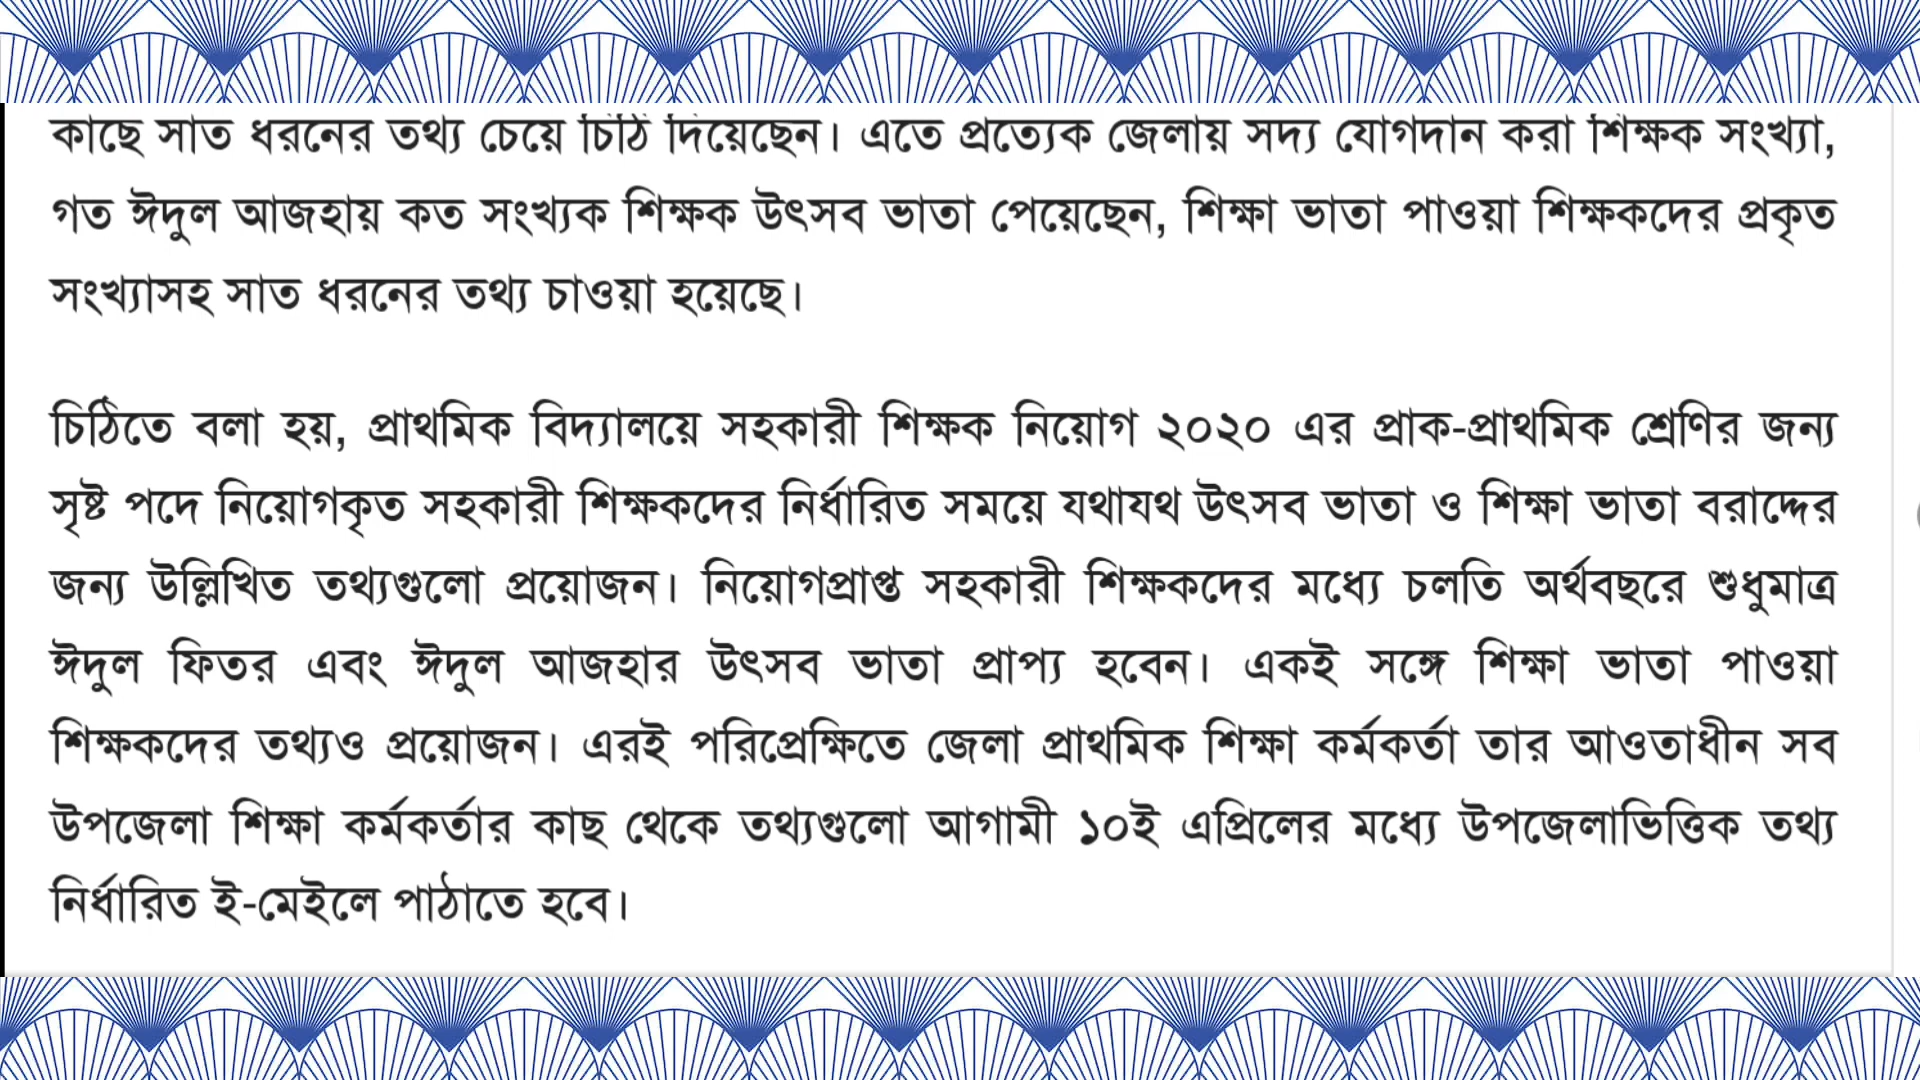 কাছে সাত ধরনের তথ্য চেয়ে চিঠি দিয়েছেন। এতে প্রত্যেক জেলায় সদ্য যোগদান করা শিক্ষক সংখ্যা,
গত ঈদুল আজহায় কত সংখ্যক শিক্ষক উৎসব ভাতা পেয়েছেন, শিক্ষা ভাতা পাওয়া শিক্ষকদের প্রকৃত
সংখ্যাসহ সাত ধরনের তথ্য চাওয়া হয়েছে।
চিঠিতে বলা হয়, প্রাথমিক বিদ্যালয়ে সহকারী শিক্ষক নিয়োগ ২০২০ এর প্রাক-প্রাথমিক শ্রেণির জন্য
সৃষ্ট পদে নিয়োগকৃত সহকারী শিক্ষকদের নির্ধারিত সময়ে যথাযথ উৎসব ভাতা ও শিক্ষা ভাতা বরাদ্দের
জন্য উল্লিখিত তথ্যগুলো প্রয়োজন। নিয়োগপ্রাপ্ত সহকারী শিক্ষকদের মধ্যে চলতি অর্থবছরে শুধুমাত্র
ঈদুল ফিতর এবং ঈদুল আজহার উৎসব ভাতা প্রাপ্য হবেন। একই সঙ্গে শিক্ষা ভাতা পাওয়া
শিক্ষকদের তথ্যও প্রয়োজন। এরই পরিপ্রেক্ষিতে জেলা প্রাথমিক শিক্ষা কর্মকর্তা তার আওতাধীন সব
উপজেলা শিক্ষা কর্মকর্তার কাছ থেকে তথ্যগুলো আগামী ১০ই এপ্রিলের মধ্যে উপজেলাভিত্তিক তথ্য
নির্ধারিত ই-মেইলে পাঠাতে হবে।